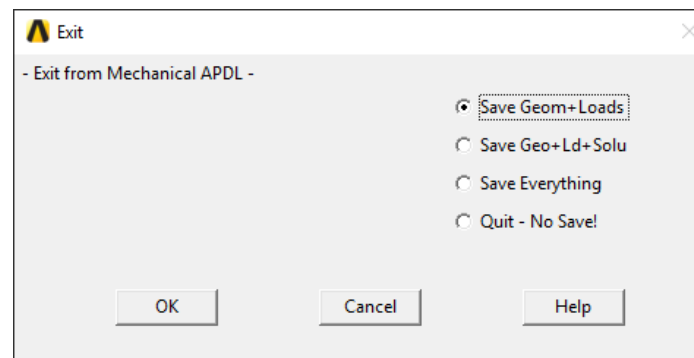 Exit
- Exit from Mechanical APDL -
Save Geom+Loads
Save Geo+Ld+Solu
Save Everything
Quit - No Save!
OK Cancel Help